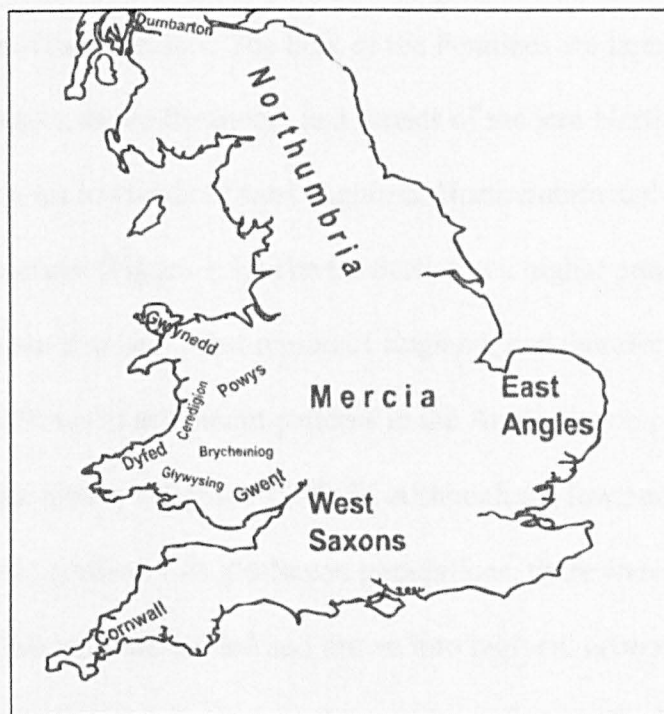 Dumbarton
Northumbria
Gwynedd
Powys
Ceredigion
Mercia
East
Angles
Dyfed
Brycheiniog
Glywysing
Gwent
West
Saxons
Cornwall